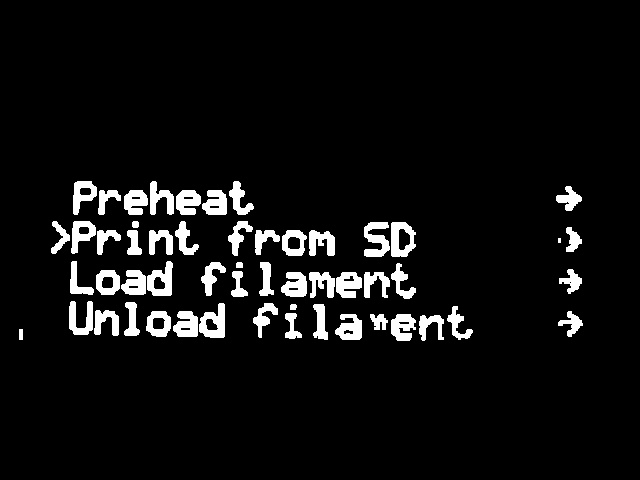 Preheat →
>Print from SD →
Load filament →
Unload filament →